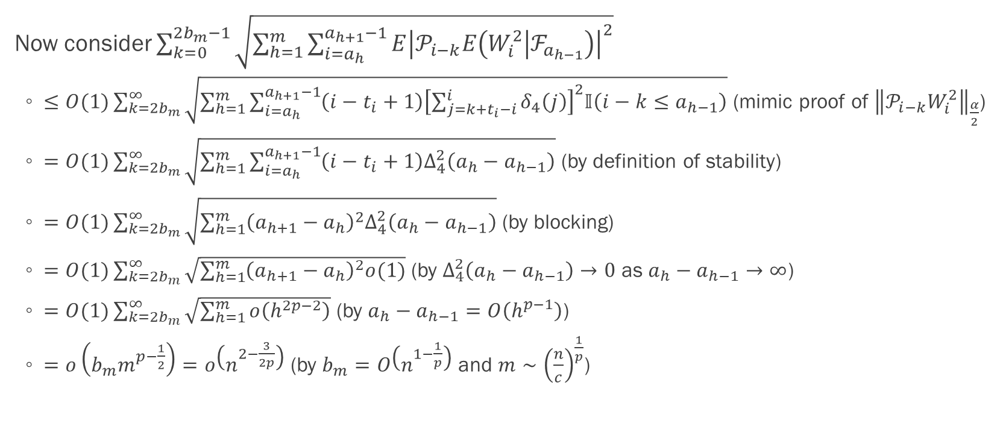 Now consider $\sum_{k=0}^{2b_m-1} \sqrt{\sum_{h=1}^{m} \sum_{i=a_h}^{a_{h+1}-1} E\left|\mathcal{P}_{i-k} E\left(W_i^2 | \mathcal{F}_{a_{h-1}}\right)\right|^2}$
◦ $\leq O(1) \sum_{k=2b_m}^{\infty} \sqrt{\sum_{h=1}^{m} \sum_{i=a_h}^{a_{h+1}-1} (i - t_i + 1) \left[\sum_{j=k+t_i-i}^{i} \delta_4(j)\right]^2 \mathbb{I}(i - k \leq a_{h-1})}$ (mimic proof of $\left\|\mathcal{P}_{i-k} W_i^2\right\|_{\frac{\alpha}{2}}$)
◦ $= O(1) \sum_{k=2b_m}^{\infty} \sqrt{\sum_{h=1}^{m} \sum_{i=a_h}^{a_{h+1}-1} (i - t_i + 1) \Delta_4^2(a_h - a_{h-1})}$ (by definition of stability)
◦ $= O(1) \sum_{k=2b_m}^{\infty} \sqrt{\sum_{h=1}^{m} (a_{h+1} - a_h)^2 \Delta_4^2(a_h - a_{h-1})}$ (by blocking)
◦ $= O(1) \sum_{k=2b_m}^{\infty} \sqrt{\sum_{h=1}^{m} (a_{h+1} - a_h)^2 o(1)}$ (by $\Delta_4^2(a_h - a_{h-1}) \to 0$ as $a_h - a_{h-1} \to \infty$)
◦ $= O(1) \sum_{k=2b_m}^{\infty} \sqrt{\sum_{h=1}^{m} o(h^{2p-2})}$ (by $a_h - a_{h-1} = O(h^{p-1})$)
◦ $= o\left(b_m m^{p-\frac{1}{2}}\right) = o\left(n^{2-\frac{3}{2p}}\right)$ (by $b_m = O\left(n^{1-\frac{1}{p}}\right)$ and $m \sim \left(\frac{n}{c}\right)^{\frac{1}{p}}$)